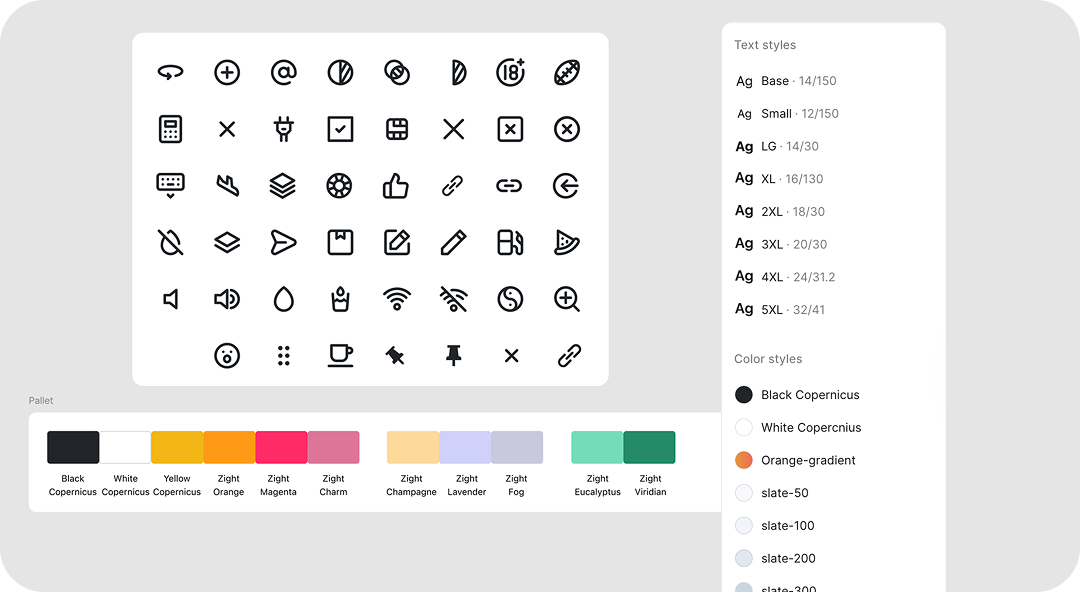 18+
Pallet
Black
Copernicus
White
Copernicus
Yellow
Copernicus
Zight
Orange
Zight
Magenta
Zight
Charm
Zight
Champagne
Zight
Lavender
Zight
Fog
Zight
Eucalyptus
Zight
Viridian
Text styles
Ag Base · 14/150
Ag Small · 12/150
Ag LG · 14/30
Ag XL · 16/130
Ag 2XL · 18/30
Ag 3XL · 20/30
Ag 4XL · 24/31.2
Ag 5XL · 32/41
Color styles
Black Copernicus
White Copercnius
Orange-gradient
slate-50
slate-100
slate-200
slate-300